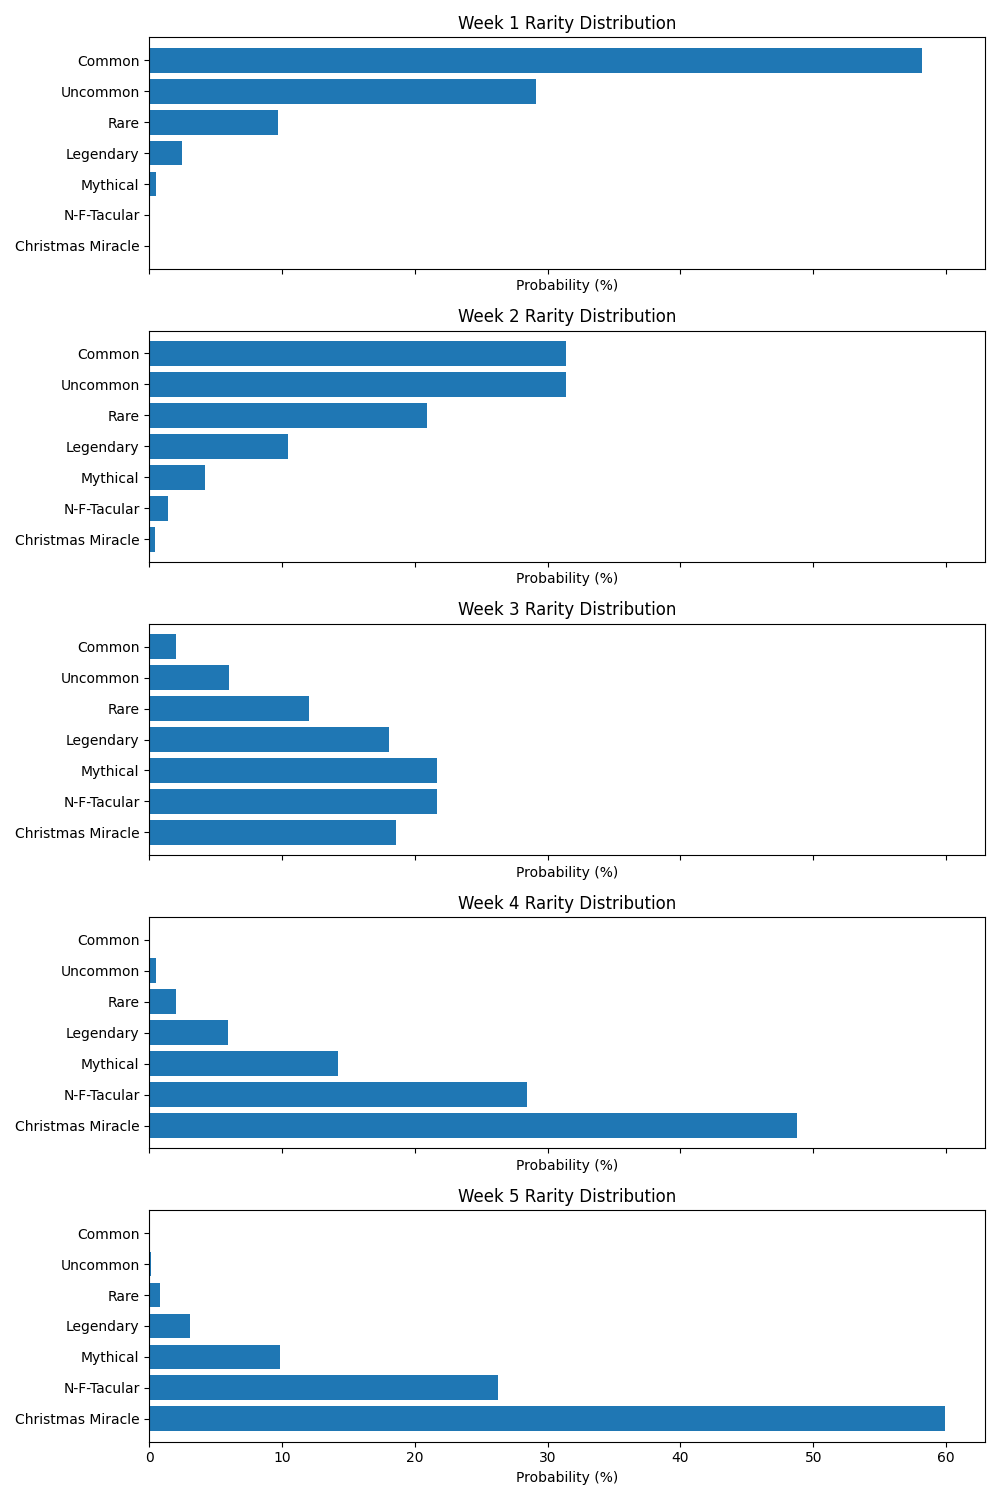 Week 1 Rarity Distribution
Common
Uncommon
Rare
Legendary
Mythical
N-F-Tacular
Christmas Miracle
Probability (%)
Week 2 Rarity Distribution
Common
Uncommon
Rare
Legendary
Mythical
N-F-Tacular
Christmas Miracle
Probability (%)
Week 3 Rarity Distribution
Common
Uncommon
Rare
Legendary
Mythical
N-F-Tacular
Christmas Miracle
Probability (%)
Week 4 Rarity Distribution
Common
Uncommon
Rare
Legendary
Mythical
N-F-Tacular
Christmas Miracle
Probability (%)
Week 5 Rarity Distribution
Common
Uncommon
Rare
Legendary
Mythical
N-F-Tacular
Christmas Miracle
0 10 20 30 40 50 60
Probability (%)